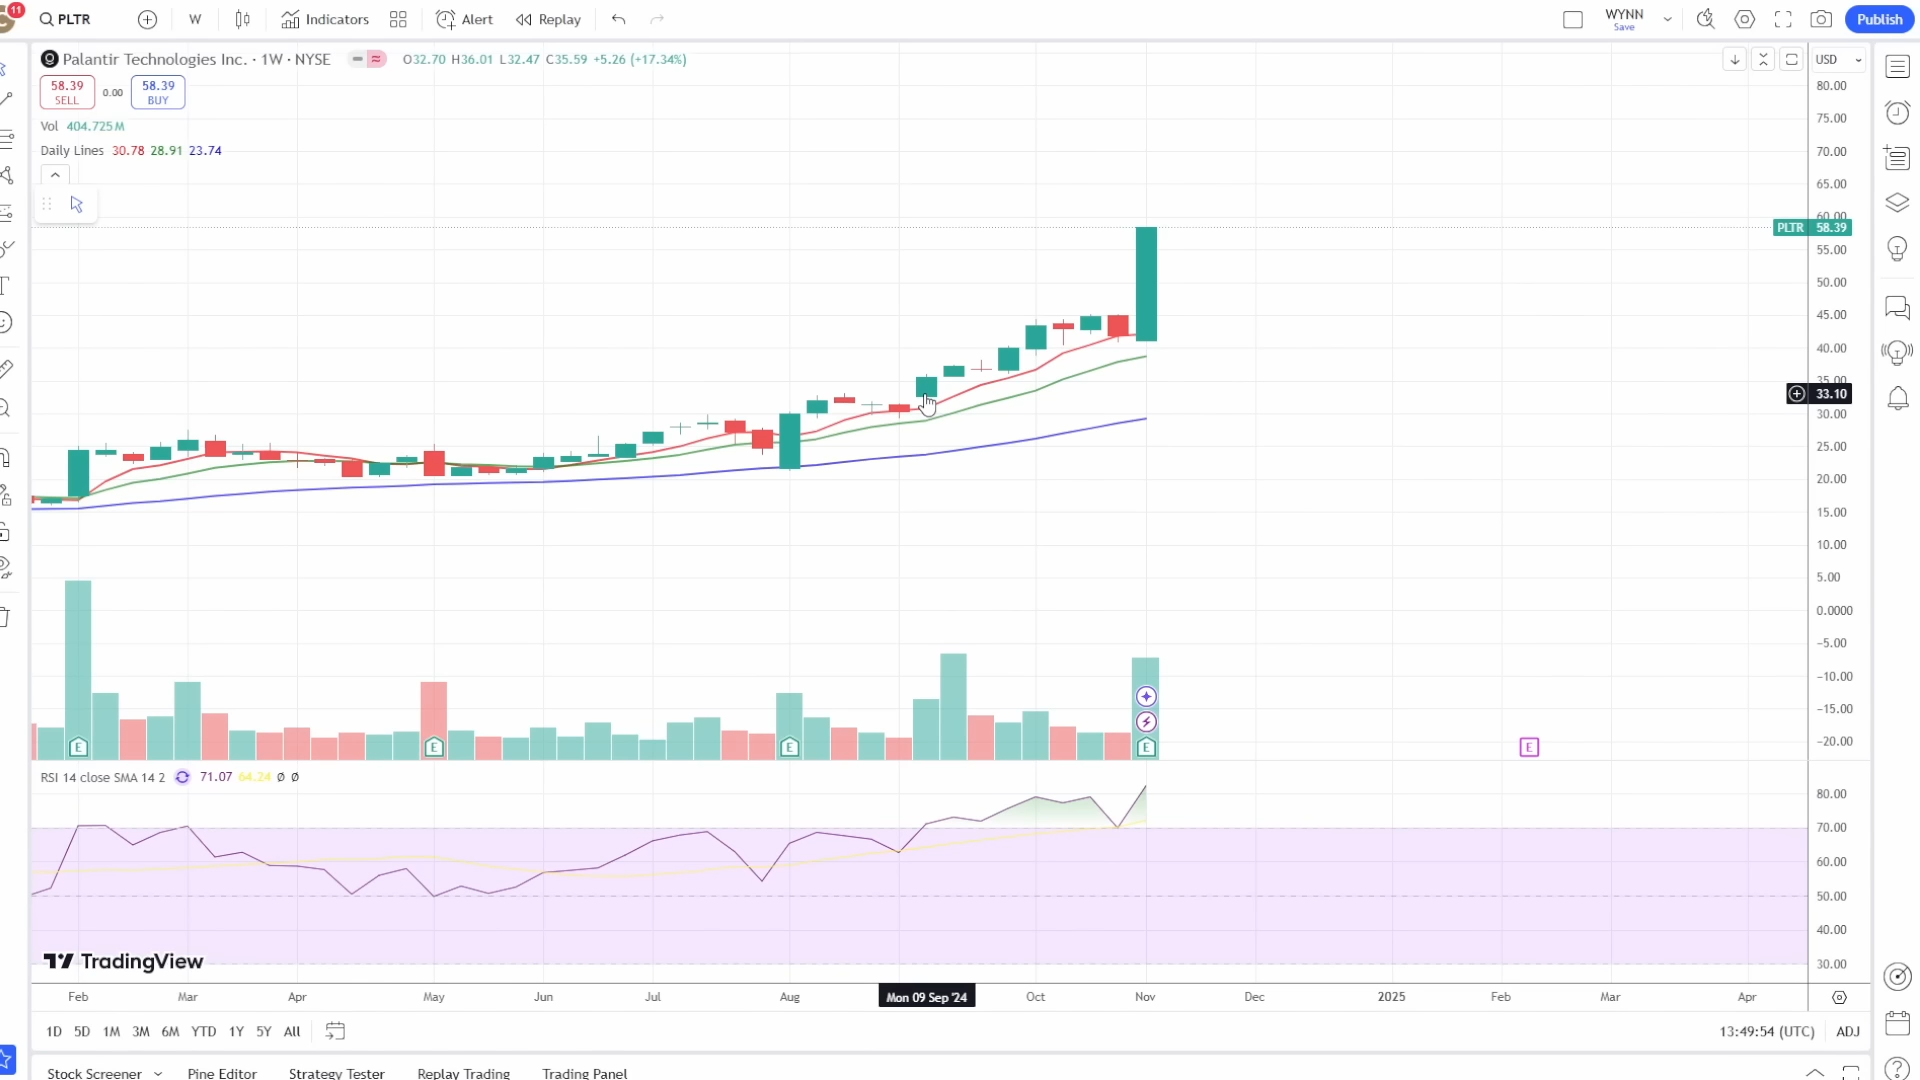 11
PLTR
W
Indicators
Alert
Replay
WYNN
Save
Publish
Palantir Technologies Inc. · 1W · NYSE
O32.70 H36.01 L32.47 C35.59 +5.26 (+17.34%)
USD
58.39
SELL
0.00
58.39
BUY
Vol 404.725M
Daily Lines 30.78 28.91 23.74
80.00
75.00
70.00
65.00
60.00
PLTR 58.39
55.00
50.00
45.00
40.00
35.00
33.10
30.00
25.00
20.00
15.00
10.00
5.00
0.0000
−5.00
−10.00
−15.00
−20.00
E
E
E
E
E
RSI 14 close SMA 14 2 71.07 64.24 Ø Ø
80.00
70.00
60.00
50.00
40.00
30.00
TradingView
Feb
Mar
Apr
May
Jun
Jul
Aug
Mon 09 Sep '24
Oct
Nov
Dec
2025
Feb
Mar
Apr
1D 5D 1M 3M 6M YTD 1Y 5Y All
13:49:54 (UTC)
ADJ
Stock Screener
Pine Editor
Strategy Tester
Replay Trading
Trading Panel